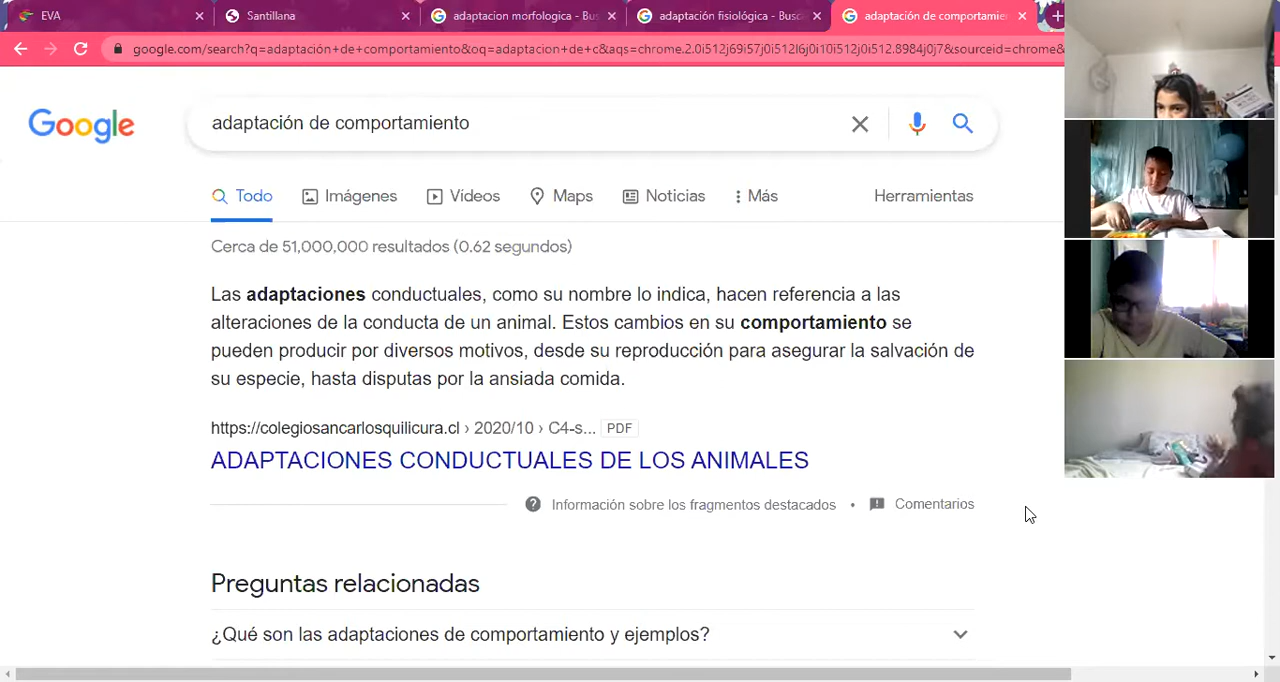 EVA
Santillana
adaptacion morfologica - Bus
adaptación fisiológica - Busc
adaptación de comportamie
google.com/search?q=adaptación+de+comportamiento&oq=adaptacion+de+c&aqs=chrome.2.0i512j69i57j0i512l6j0i10i512j0i512.8984j0j7&sourceid=chrome&
Google
adaptación de comportamiento
Todo
Imágenes
Vídeos
Maps
Noticias
Más
Herramientas
Cerca de 51,000,000 resultados (0.62 segundos)
Las adaptaciones conductuales, como su nombre lo indica, hacen referencia a las
alteraciones de la conducta de un animal. Estos cambios en su comportamiento se
pueden producir por diversos motivos, desde su reproducción para asegurar la salvación de
su especie, hasta disputas por la ansiada comida.
https://colegiosancarlosquilicura.cl › 2020/10 › C4-s... PDF
ADAPTACIONES CONDUCTUALES DE LOS ANIMALES
Información sobre los fragmentos destacados • Comentarios
Preguntas relacionadas
¿Qué son las adaptaciones de comportamiento y ejemplos?